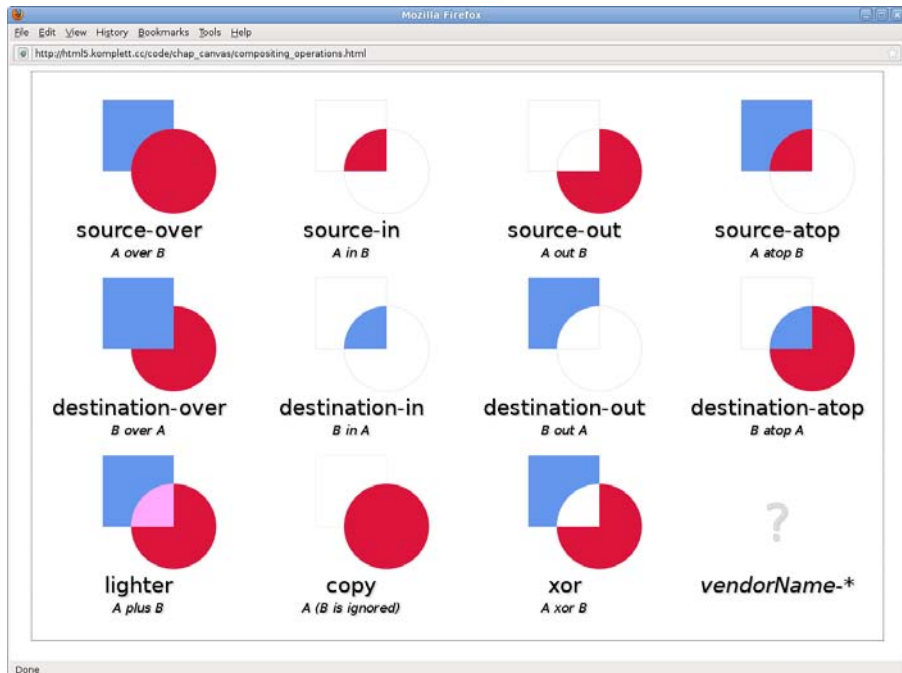 Mozilla Firefox
File Edit View History Bookmarks Tools Help
http://html5.komplett.cc/code/chap_canvas/compositing_operations.html
source-over source-in source-out source-atop
A over B A in B A out B A atop B
destination-over destination-in destination-out destination-atop
B over A B in A B out A B atop A
lighter copy xor vendorName-*
A plus B A (B is ignored) A xor B
?
Done